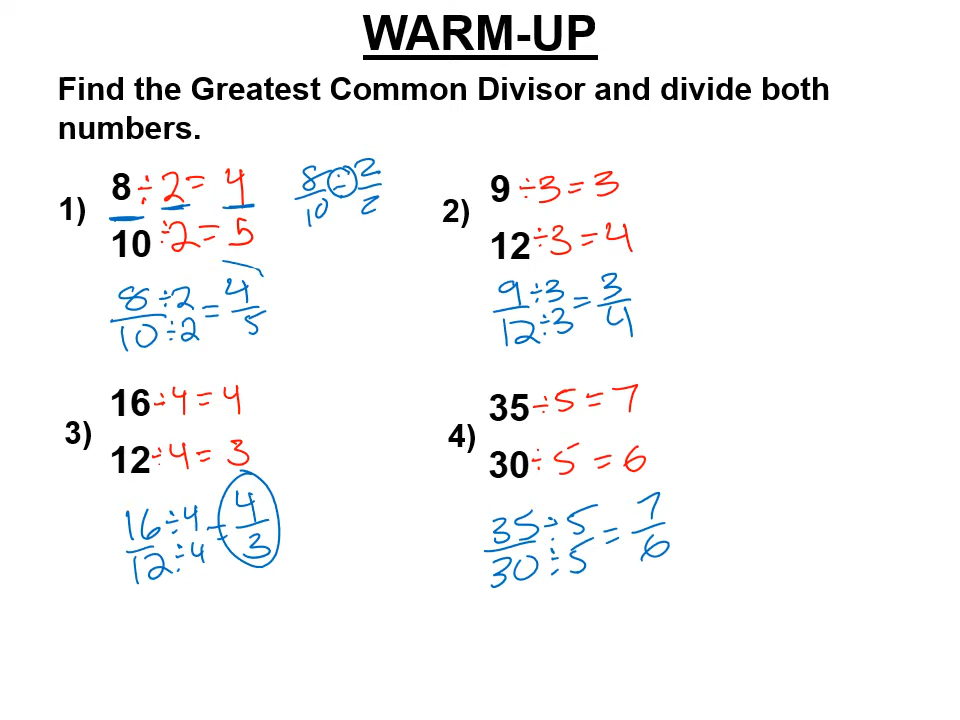 WARM-UP
Find the Greatest Common Divisor and divide both
numbers.
1)
8 ÷ 2 = 4
10 ÷ 2 = 5
8/10 ÷ 2/2
8 ÷ 2 / 10 ÷ 2 = 4/5
2)
9 ÷ 3 = 3
12 ÷ 3 = 4
9 ÷ 3 / 12 ÷ 3 = 3/4
3)
16 ÷ 4 = 4
12 ÷ 4 = 3
16 ÷ 4 / 12 ÷ 4 = 4/3
4)
35 ÷ 5 = 7
30 ÷ 5 = 6
35 ÷ 5 / 30 ÷ 5 = 7/6